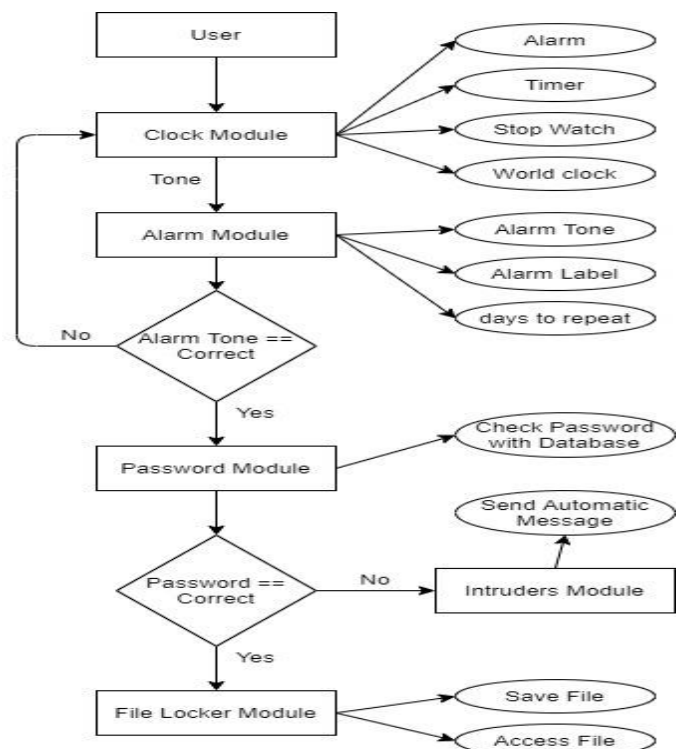 User
Alarm
Timer
Clock Module
Stop Watch
World clock
Tone
Alarm Module
Alarm Tone
Alarm Label
days to repeat
No
Alarm Tone ==
Correct
Yes
Check Password
with Database
Password Module
Send Automatic
Message
Password ==
Correct
No
Intruders Module
Yes
File Locker Module
Save File
Access File